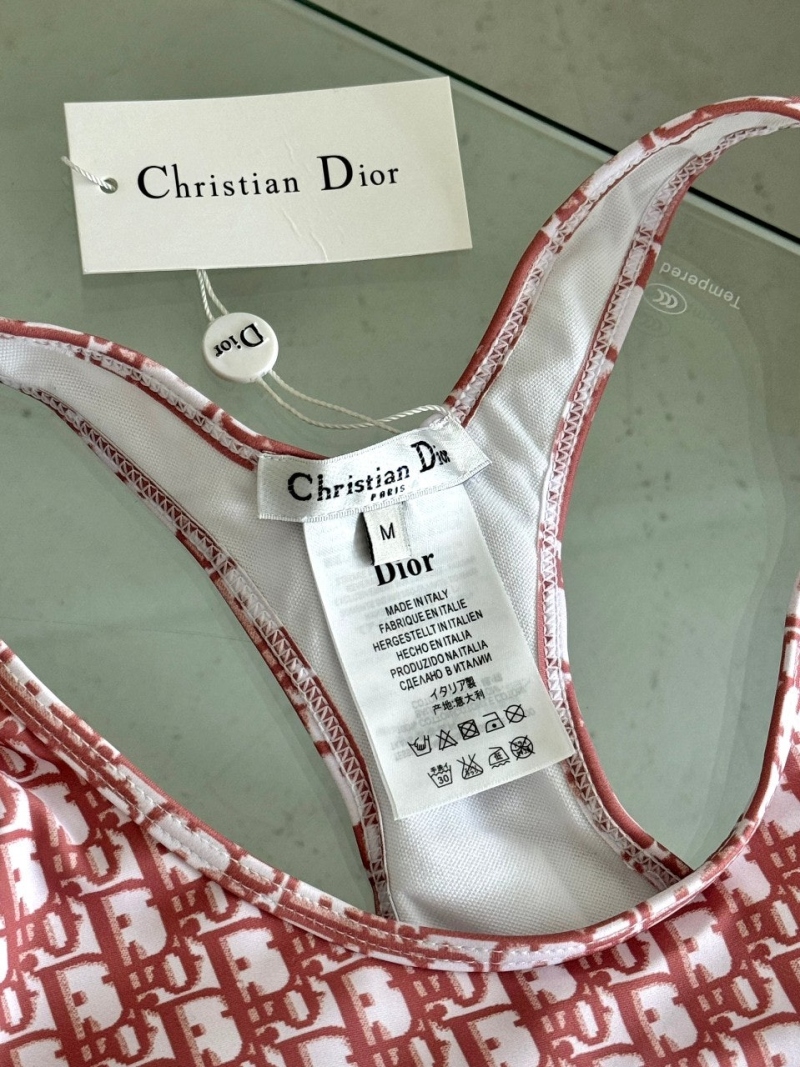 Christian Dior
Dior
Tempered
Christian Dior
PARIS
M
Dior
MADE IN ITALY
FABRIQUE EN ITALIE
HERGESTELLT IN ITALIEN
HECHO EN ITALIA
PRODUZIDO NA ITALIA
СДЕЛАНО В ИТАЛИИ
イタリア製
产地:意大利
30